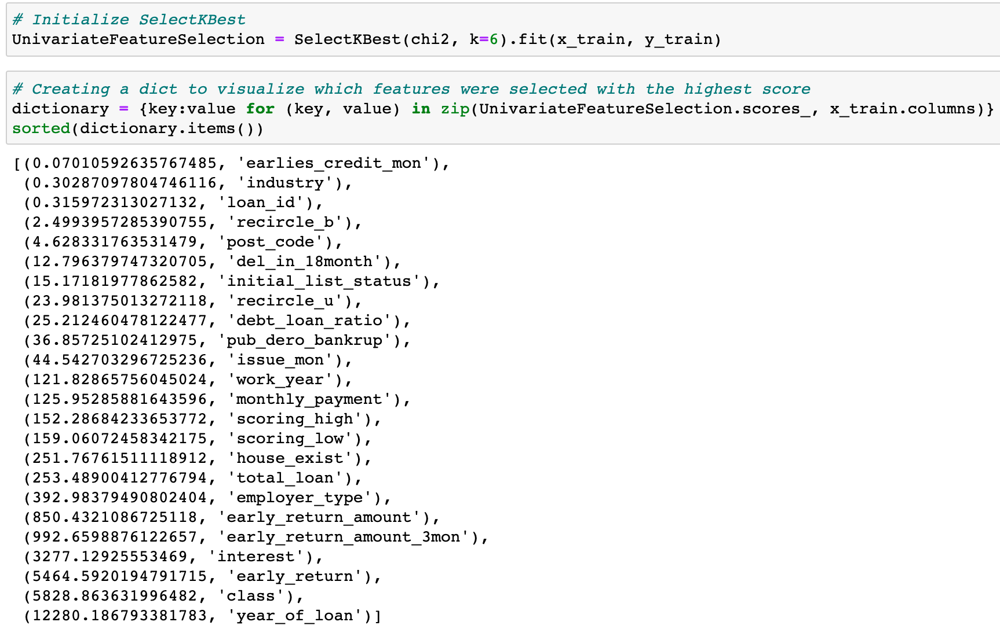 # Initialize SelectKBest
UnivariateFeatureSelection = SelectKBest(chi2, k=6).fit(x_train, y_train)
# Creating a dict to visualize which features were selected with the highest score
dictionary = {key:value for (key, value) in zip(UnivariateFeatureSelection.scores_, x_train.columns)}
sorted(dictionary.items())
[(0.07010592635767485, 'earlies_credit_mon'),
(0.30287097804746116, 'industry'),
(0.315972313027132, 'loan_id'),
(2.4993957285390755, 'recircle_b'),
(4.628331763531479, 'post_code'),
(12.796379747320705, 'del_in_18month'),
(15.17181977862582, 'initial_list_status'),
(23.981375013272118, 'recircle_u'),
(25.212460478122477, 'debt_loan_ratio'),
(36.85725102412975, 'pub_dero_bankrup'),
(44.542703296725236, 'issue_mon'),
(121.82865756045024, 'work_year'),
(125.95285881643596, 'monthly_payment'),
(152.28684233653772, 'scoring_high'),
(159.06072458342175, 'scoring_low'),
(251.76761511118912, 'house_exist'),
(253.48900412776794, 'total_loan'),
(392.98379490802404, 'employer_type'),
(850.4321086725118, 'early_return_amount'),
(992.6598876122657, 'early_return_amount_3mon'),
(3277.12925553469, 'interest'),
(5464.5920194791715, 'early_return'),
(5828.863631996482, 'class'),
(12280.186793381783, 'year_of_loan')]